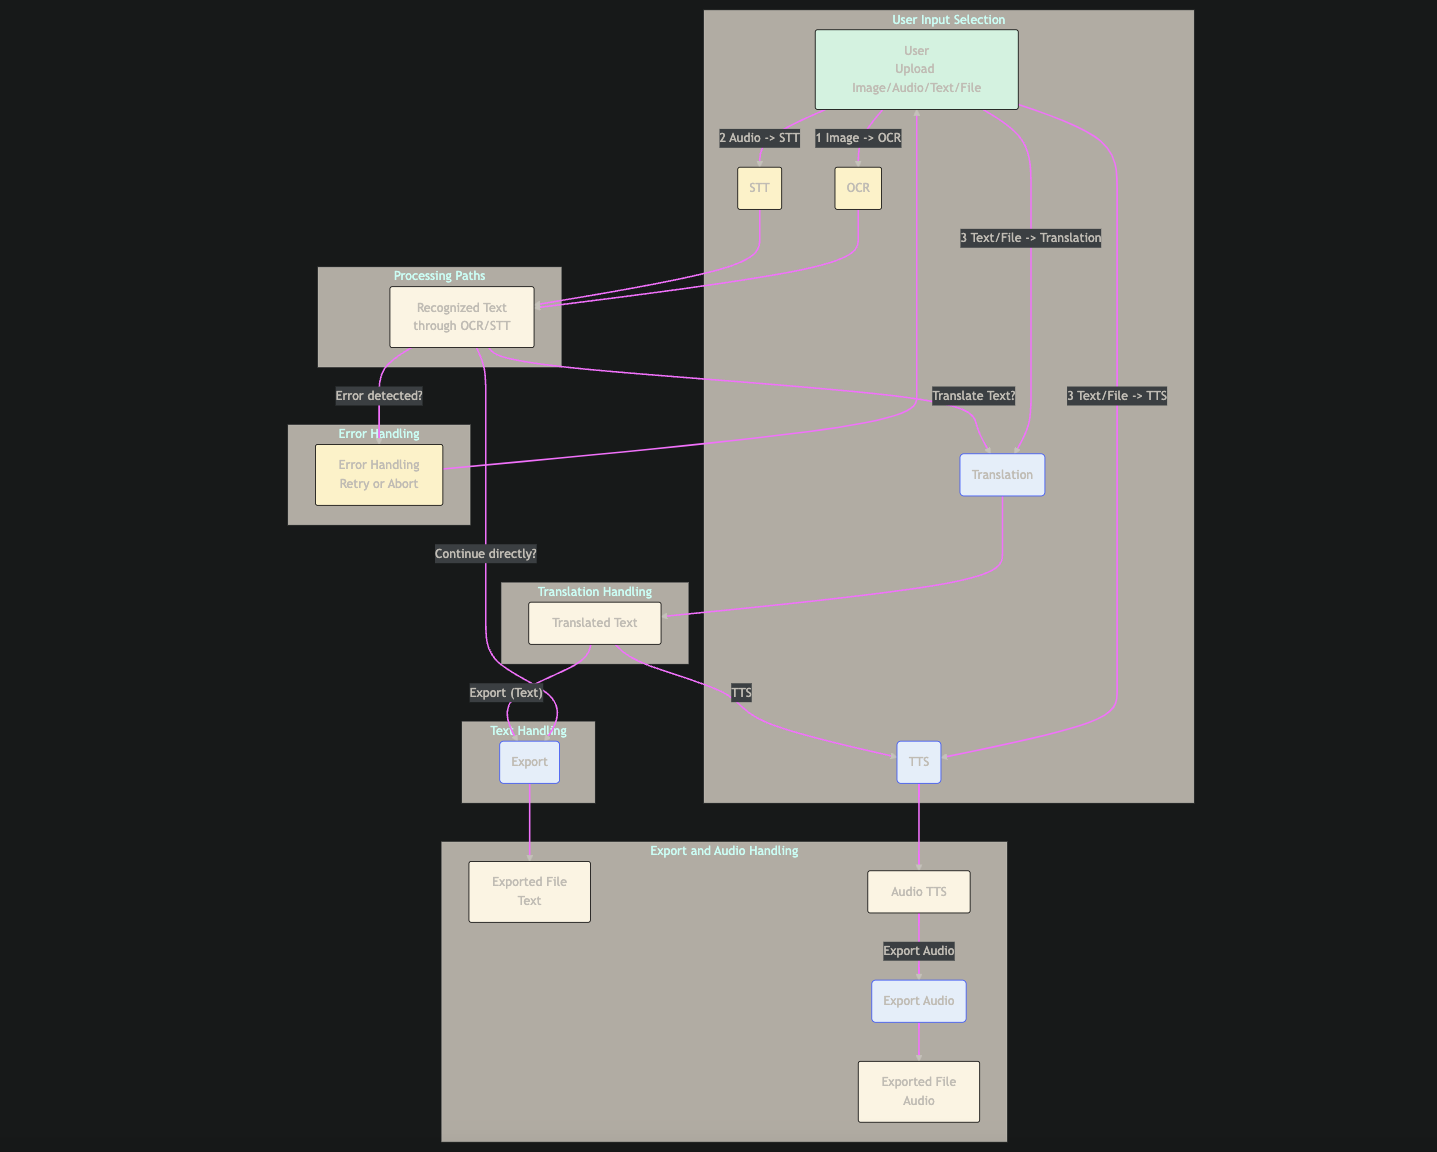 User Input Selection
User
Upload
Image/Audio/Text/File
2 Audio -> STT
1 Image -> OCR
STT
OCR
3 Text/File -> Translation
Processing Paths
Recognized Text
through OCR/STT
Error detected?
Translate Text?
3 Text/File -> TTS
Error Handling
Error Handling
Retry or Abort
Translation
Continue directly?
Translation Handling
Translated Text
Export (Text)
TTS
Text Handling
Export
TTS
Export and Audio Handling
Exported File
Text
Audio TTS
Export Audio
Export Audio
Exported File
Audio